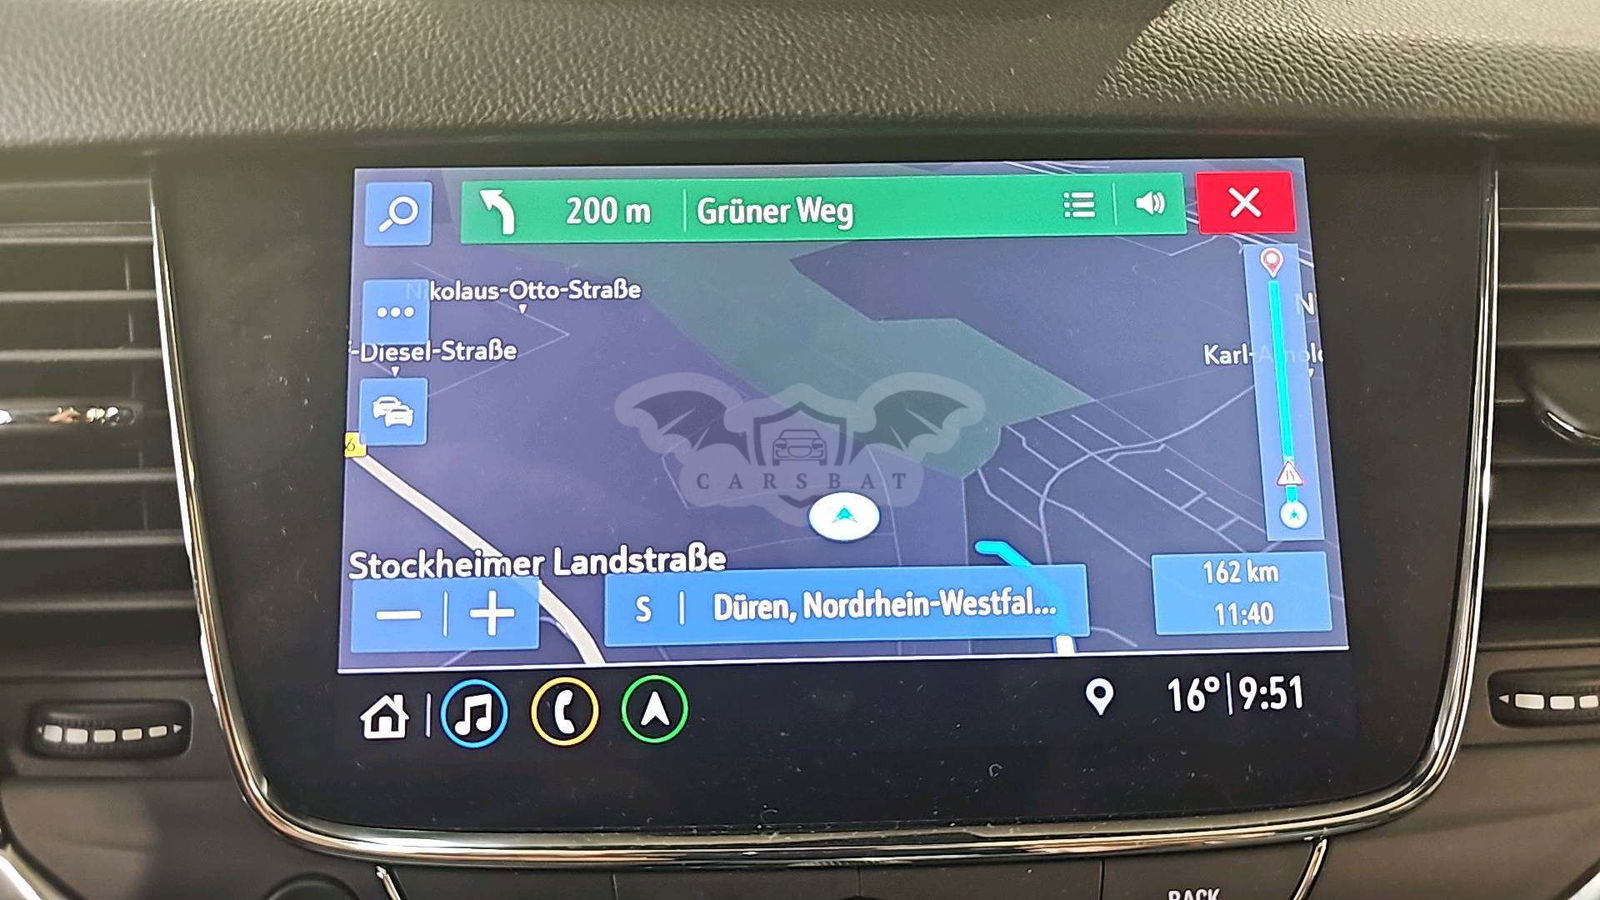 200 m
Grüner Weg
Nikolaus-Otto-Straße
-Diesel-Straße
6
CARSBAT
Stockheimer Landstraße
S
Düren, Nordrhein-Westfal...
162 km
11:40
16° 9:51
BACK